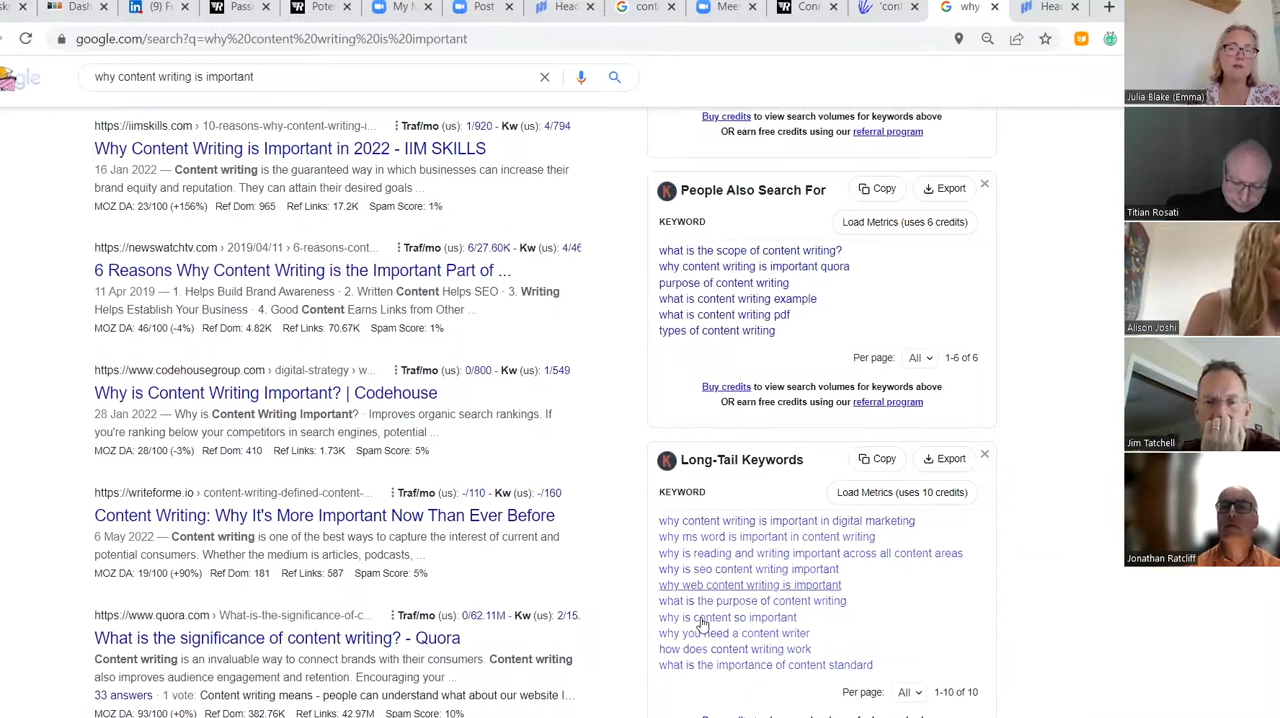 Dash
(9) F
Passi
Poter
My N
Post
Head
cont
Meet
Conn
'cont
why
Head
google.com/search?q=why%20content%20writing%20is%20important
why content writing is important
https://iimskills.com › 10-reasons-why-content-writing-i... Traf/mo (us): 1/920 - Kw (us): 4/794
Why Content Writing is Important in 2022 - IIM SKILLS
16 Jan 2022 — Content writing is the guaranteed way in which businesses can increase their
brand equity and reputation. They can attain their desired goals ...
MOZ DA: 23/100 (+156%) Ref Dom: 965 Ref Links: 17.2K Spam Score: 1%
https://newswatchtv.com › 2019/04/11 › 6-reasons-cont... Traf/mo (us): 6/27.60K - Kw (us): 4/46
6 Reasons Why Content Writing is the Important Part of ...
11 Apr 2019 — 1. Helps Build Brand Awareness · 2. Written Content Helps SEO · 3. Writing
Helps Establish Your Business · 4. Good Content Earns Links from Other ...
MOZ DA: 46/100 (-4%) Ref Dom: 4.82K Ref Links: 70.67K Spam Score: 1%
https://www.codehousegroup.com › digital-strategy › w... Traf/mo (us): 0/800 - Kw (us): 1/549
Why is Content Writing Important? | Codehouse
28 Jan 2022 — Why is Content Writing Important? · Improves organic search rankings. If
you're ranking below your competitors in search engines, potential ...
MOZ DA: 28/100 (-3%) Ref Dom: 410 Ref Links: 1.73K Spam Score: 5%
https://writeforme.io › content-writing-defined-content-... Traf/mo (us): -/110 - Kw (us): -/160
Content Writing: Why It's More Important Now Than Ever Before
6 May 2022 — Content writing is one of the best ways to capture the interest of current and
potential consumers. Whether the medium is articles, podcasts, ...
MOZ DA: 19/100 (+90%) Ref Dom: 181 Ref Links: 587 Spam Score: 5%
https://www.quora.com › What-is-the-significance-of-c... Traf/mo (us): 0/62.11M - Kw (us): 2/15.
What is the significance of content writing? - Quora
Content writing is an invaluable way to connect brands with their consumers. Content writing
also improves audience engagement and retention. Encouraging your ...
33 answers · 1 vote: Content writing means - people can understand what about our website I...
MOZ DA: 93/100 (+0%) Ref Dom: 382.76K Ref Links: 42.97M Spam Score: 10%
Buy credits to view search volumes for keywords above
OR earn free credits using our referral program
K People Also Search For Copy Export
KEYWORD Load Metrics (uses 6 credits)
what is the scope of content writing?
why content writing is important quora
purpose of content writing
what is content writing example
what is content writing pdf
types of content writing
Per page: All 1-6 of 6
Buy credits to view search volumes for keywords above
OR earn free credits using our referral program
K Long-Tail Keywords Copy Export
KEYWORD Load Metrics (uses 10 credits)
why content writing is important in digital marketing
why ms word is important in content writing
why is reading and writing important across all content areas
why is seo content writing important
why web content writing is important
what is the purpose of content writing
why is content so important
why you need a content writer
how does content writing work
what is the importance of content standard
Per page: All 1-10 of 10
Julia Blake (Emma)
Titian Rosati
Alison Joshi
Jim Tatchell
Jonathan Ratcliff